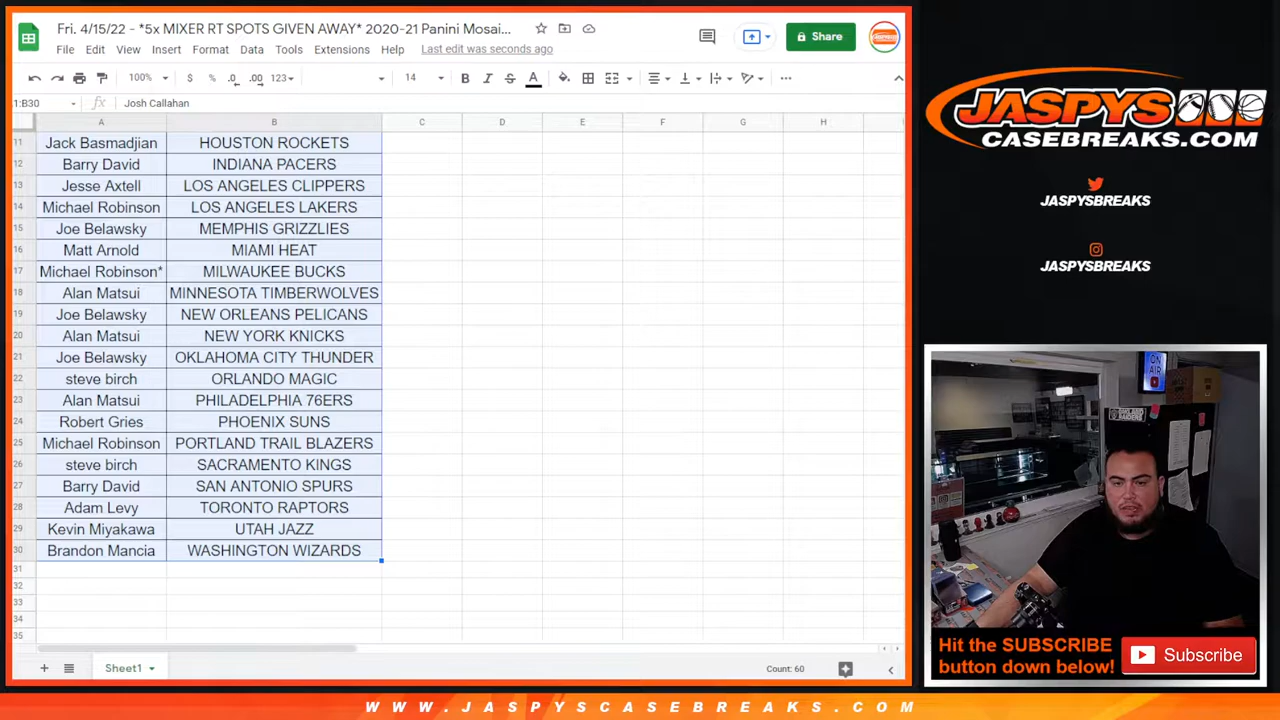 Fri. 4/15/22 - *5x MIXER RT SPOTS GIVEN AWAY* 2020-21 Panini Mosai...
File Edit View Insert Format Data Tools Extensions Help Last edit was seconds ago
Share
100% $ % .0 .00 123 14 B I S A
1:B30 fx Josh Callahan
A B C D E F G H
11 Jack Basmadjian HOUSTON ROCKETS
12 Barry David INDIANA PACERS
13 Jesse Axtell LOS ANGELES CLIPPERS
14 Michael Robinson LOS ANGELES LAKERS
15 Joe Belawsky MEMPHIS GRIZZLIES
16 Matt Arnold MIAMI HEAT
17 Michael Robinson* MILWAUKEE BUCKS
18 Alan Matsui MINNESOTA TIMBERWOLVES
19 Joe Belawsky NEW ORLEANS PELICANS
20 Alan Matsui NEW YORK KNICKS
21 Joe Belawsky OKLAHOMA CITY THUNDER
22 steve birch ORLANDO MAGIC
23 Alan Matsui PHILADELPHIA 76ERS
24 Robert Gries PHOENIX SUNS
25 Michael Robinson PORTLAND TRAIL BLAZERS
26 steve birch SACRAMENTO KINGS
27 Barry David SAN ANTONIO SPURS
28 Adam Levy TORONTO RAPTORS
29 Kevin Miyakawa UTAH JAZZ
30 Brandon Mancia WASHINGTON WIZARDS
31
32
33
34
35
Sheet1
Count: 60
JASPYS
CASEBREAKS.COM
JASPYSBREAKS
JASPYSBREAKS
ON
AIR
RAIDERS
Hit the SUBSCRIBE
button down below!
Subscribe
WWW.JASPYSCASEBREAKS.COM